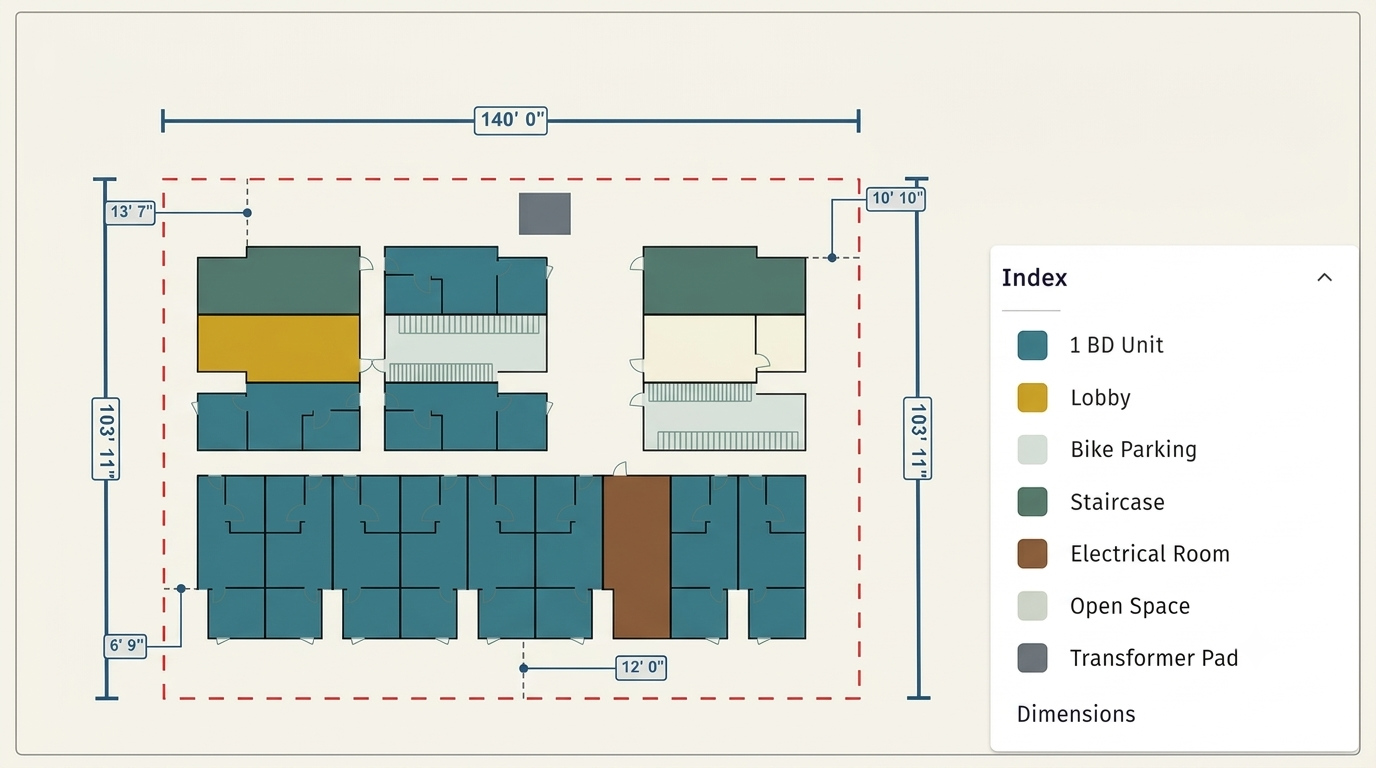 140' 0"
13' 7"
10' 10"
103' 11"
103' 11"
6' 9"
12' 0"
Index
1 BD Unit
Lobby
Bike Parking
Staircase
Electrical Room
Open Space
Transformer Pad
Dimensions